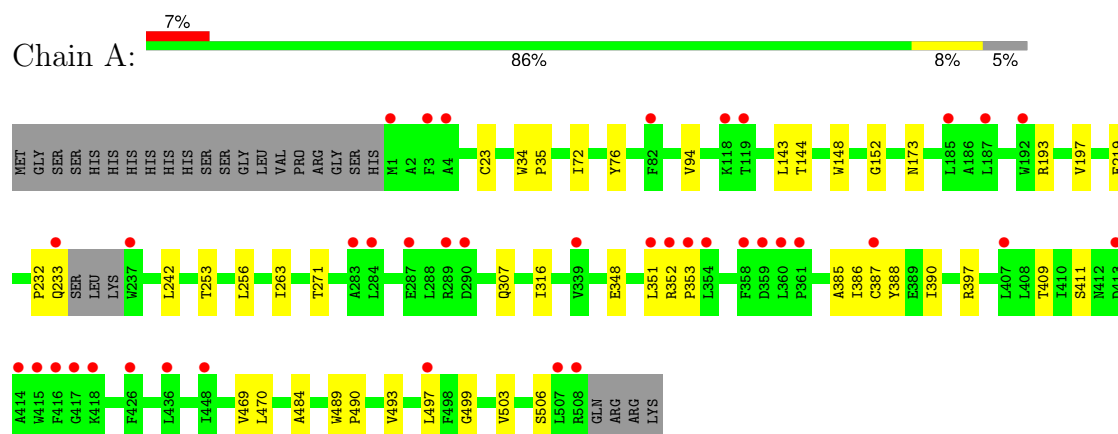 7%
Chain A:
86%
8%
5%
MET GLY SER SER HIS HIS HIS HIS HIS HIS HIS SER SER GLY LEU VAL PRO ARG GLY SER HIS M1 A2 F3 A4 C23 W34 P35 I72 Y76 F82 V94 K118 T119 L143 T144 W148 G152 N173 L185 A186 L187 W192 R193 V197
P232 Q233 SER LEU LYS W237 L242 T253 L256 I263 T271 A283 L284 E287 L288 R289 D290 Q307 I316 V339 E348 L351 R352 P353 L354 F358 D359 L360 P361 A385 I386 C387 Y388 E389 I390 R397 L407 L408 T409 I410 S411 N412 D413
A414 W415 F416 G417 K418 F426 L436 I448 V469 L470 A484 W489 P490 V493 L497 F498 G499 V503 S506 L507 R508 GLN ARG ARG LYS